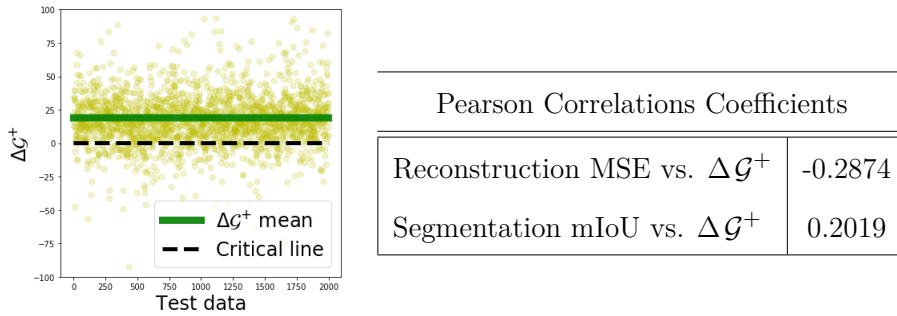 100
75
50
25
0
−25
−50
−75
−100
ΔG⁺
ΔG⁺ mean
Critical line
0 250 500 750 1000 1250 1500 1750 2000
Test data
Pearson Correlations Coefficients
Reconstruction MSE vs. ΔG⁺ -0.2874
Segmentation mIoU vs. ΔG⁺ 0.2019